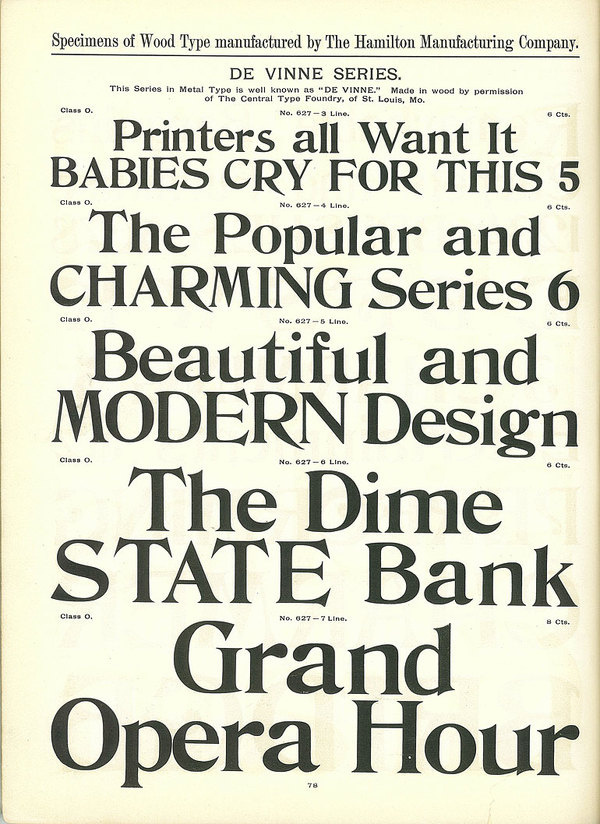 Specimens of Wood Type manufactured by The Hamilton Manufacturing Company.
DE VINNE SERIES.
This Series in Metal Type is well known as "DE VINNE." Made in wood by permission
of The Central Type Foundry, of St. Louis, Mo.
Class O. No. 627—3 Line. 6 Cts.
Printers all Want It
BABIES CRY FOR THIS 5
Class O. No. 627—4 Line. 6 Cts.
The Popular and
CHARMING Series 6
Class O. No. 627—5 Line. 6 Cts.
Beautiful and
MODERN Design
Class O. No. 627—6 Line. 6 Cts.
The Dime
STATE Bank
Class O. No. 627—7 Line. 8 Cts.
Grand
Opera Hour
78